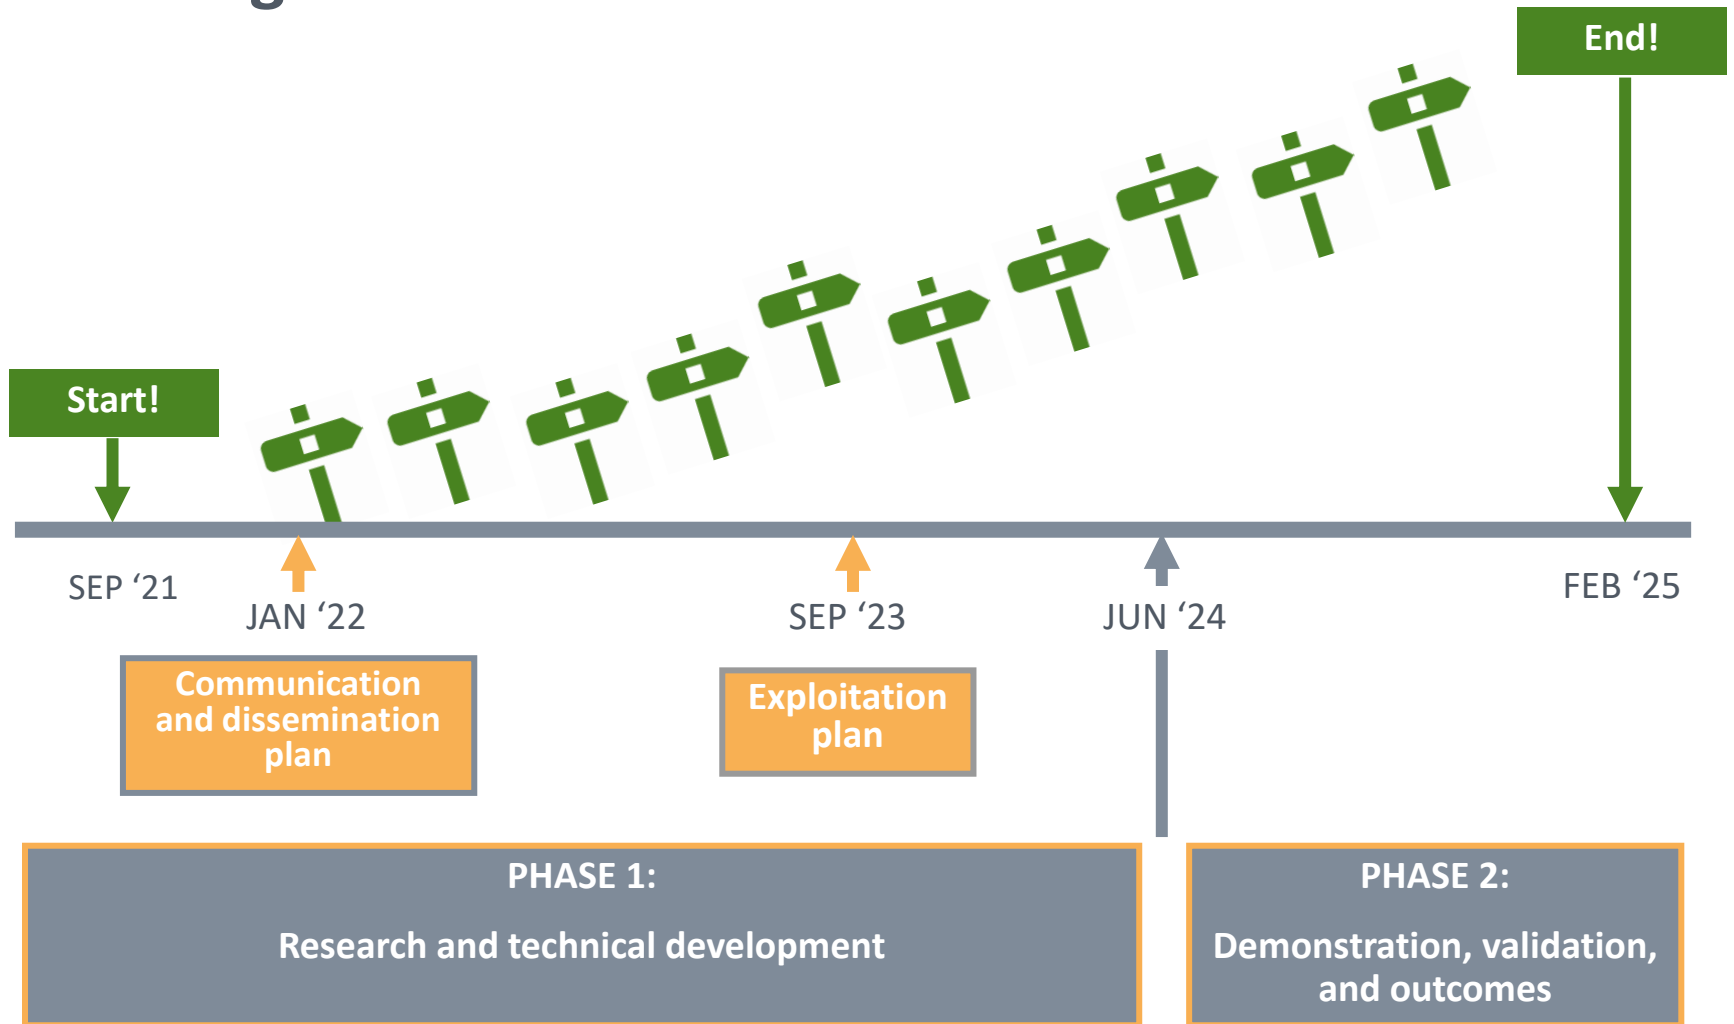 End!
Start!
SEP ‘21
JAN ‘22
SEP ‘23
JUN ‘24
FEB ‘25
Communication
and dissemination
plan
Exploitation
plan
PHASE 1:
Research and technical development
PHASE 2:
Demonstration, validation,
and outcomes